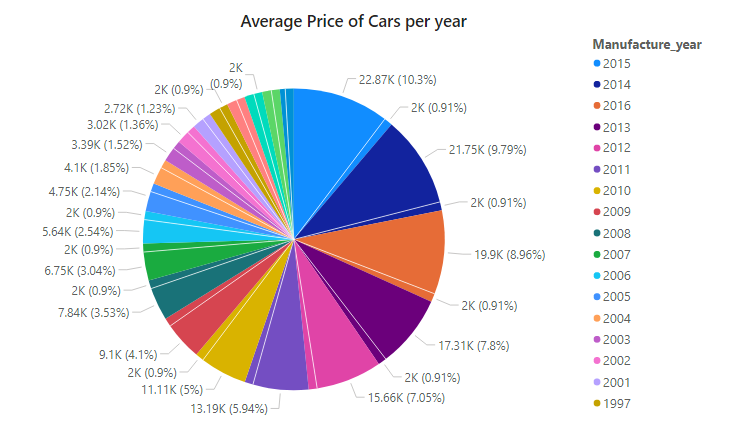 Average Price of Cars per year
22.87K (10.3%)
2K (0.91%)
21.75K (9.79%)
2K (0.91%)
19.9K (8.96%)
2K (0.91%)
17.31K (7.8%)
2K (0.91%)
15.66K (7.05%)
13.19K (5.94%)
11.11K (5%)
2K (0.9%)
9.1K (4.1%)
7.84K (3.53%)
2K (0.9%)
6.75K (3.04%)
2K (0.9%)
5.64K (2.54%)
2K (0.9%)
4.75K (2.14%)
4.1K (1.85%)
3.39K (1.52%)
3.02K (1.36%)
2.72K (1.23%)
2K (0.9%)
2K
(0.9%)
Manufacture_year
2015
2014
2016
2013
2012
2011
2010
2009
2008
2007
2006
2005
2004
2003
2002
2001
1997